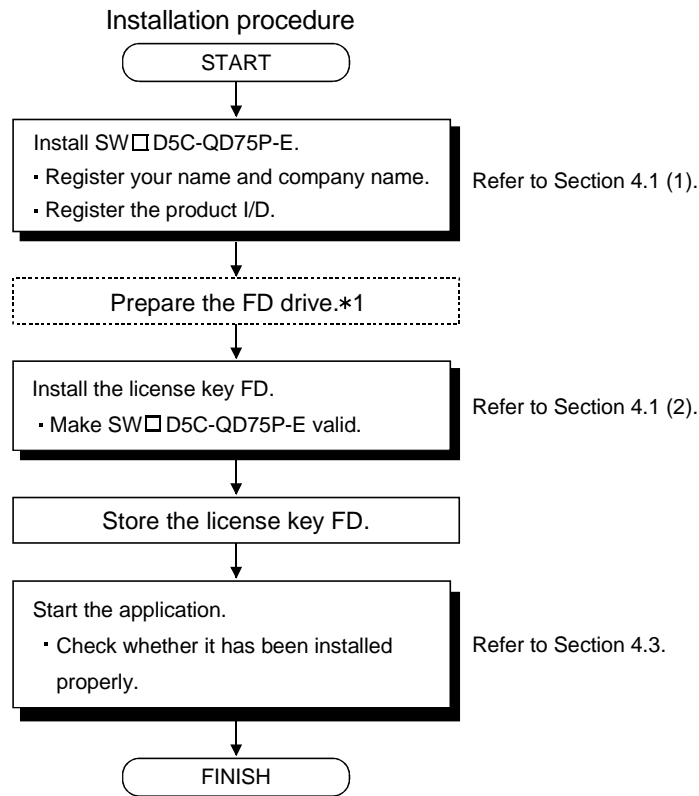 Installation procedure
START
Install SW□D5C-QD75P-E.
· Register your name and company name.
· Register the product I/D.
Refer to Section 4.1 (1).
Prepare the FD drive.*1
Install the license key FD.
· Make SW□D5C-QD75P-E valid.
Refer to Section 4.1 (2).
Store the license key FD.
Start the application.
· Check whether it has been installed
properly.
Refer to Section 4.3.
FINISH